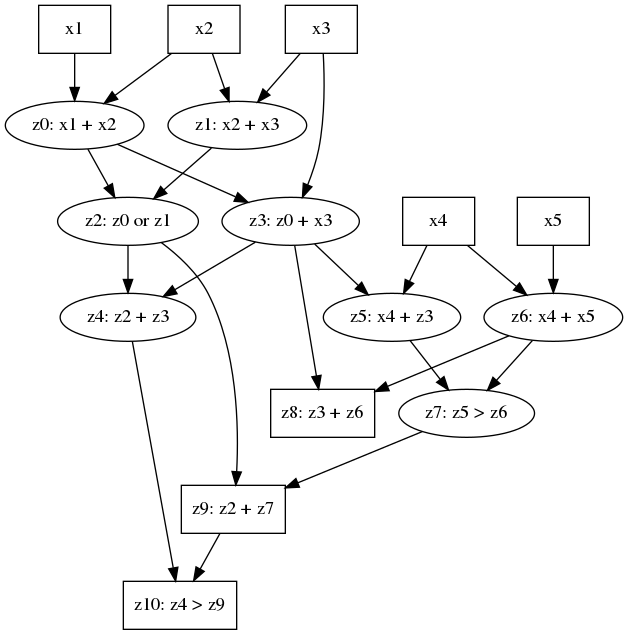 x1
x2
x3
z0: x1 + x2
z1: x2 + x3
z2: z0 or z1
z3: z0 + x3
x4
x5
z4: z2 + z3
z5: x4 + z3
z6: x4 + x5
z8: z3 + z6
z7: z5 > z6
z9: z2 + z7
z10: z4 > z9